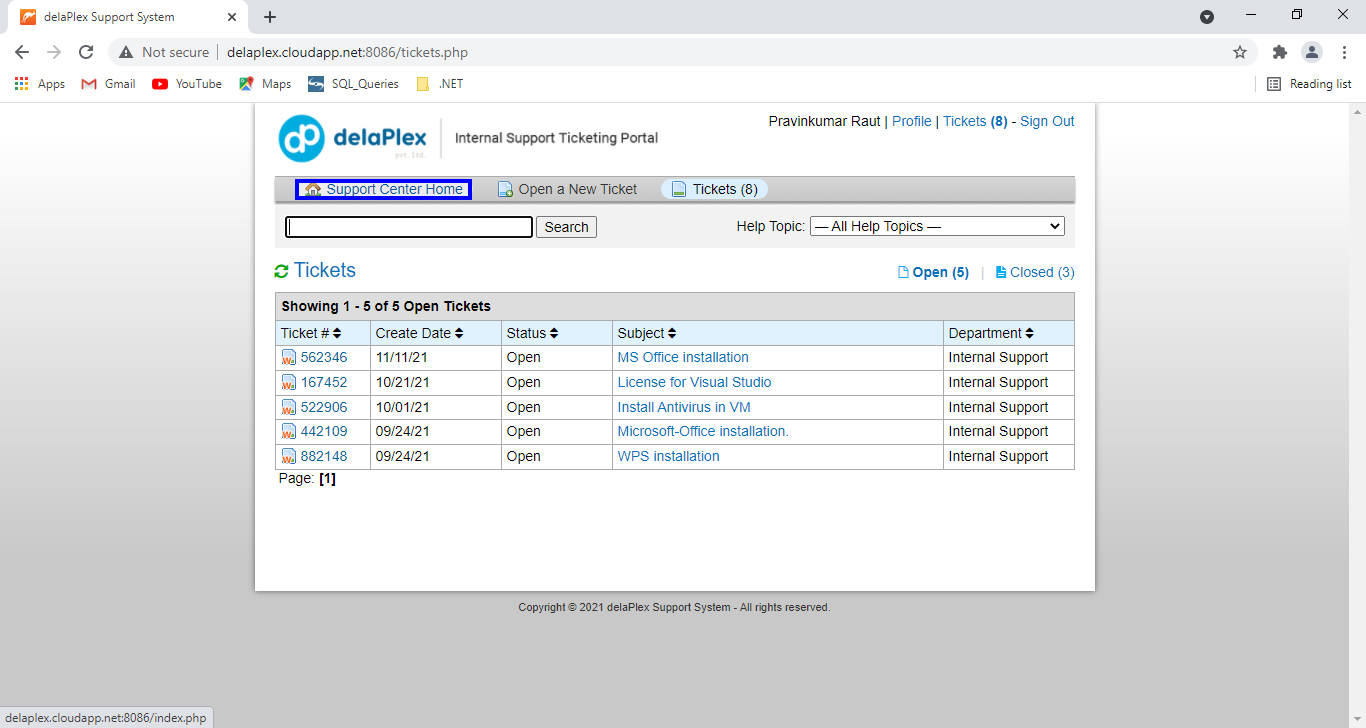 delaPlex Support System
Not secure | delaplex.cloudapp.net:8086/tickets.php
Apps Gmail YouTube Maps SQL_Queries .NET Reading list
dp delaPlex pvt.ltd. Internal Support Ticketing Portal
Pravinkumar Raut | Profile | Tickets (8) - Sign Out
Support Center Home Open a New Ticket Tickets (8)
Search Help Topic: — All Help Topics —
Tickets Open (5) | Closed (3)
Showing 1 - 5 of 5 Open Tickets
Ticket # Create Date Status Subject Department
562346 11/11/21 Open MS Office installation Internal Support
167452 10/21/21 Open License for Visual Studio Internal Support
522906 10/01/21 Open Install Antivirus in VM Internal Support
442109 09/24/21 Open Microsoft-Office installation. Internal Support
882148 09/24/21 Open WPS installation Internal Support
Page: [1]
Copyright © 2021 delaPlex Support System - All rights reserved.
delaplex.cloudapp.net:8086/index.php